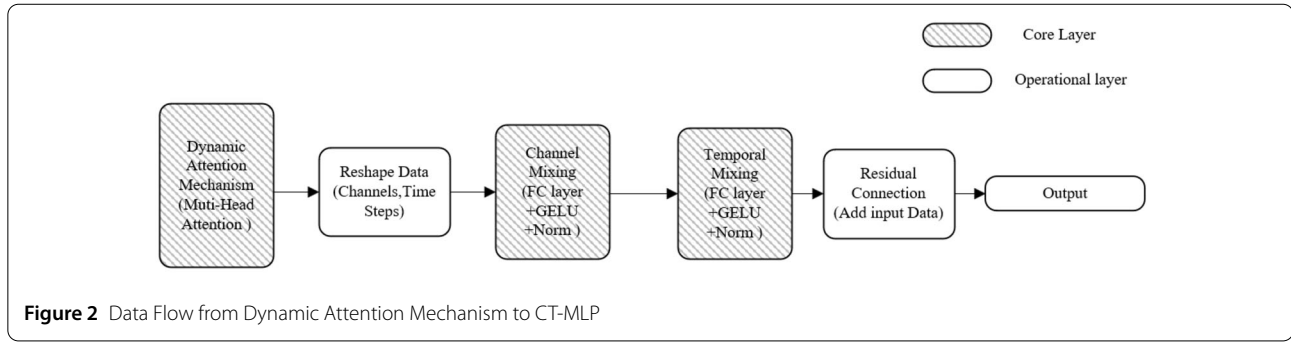 Core Layer
Operational layer
Dynamic
Attention
Mechanism
(Muti-Head
Attention )
Reshape Data
(Channels,Time
Steps)
Channel
Mixing
(FC layer
+GELU
+Norm )
Temporal
Mixing
(FC layer
+GELU
+Norm )
Residual
Connection
(Add input Data)
Output
Figure 2 Data Flow from Dynamic Attention Mechanism to CT-MLP